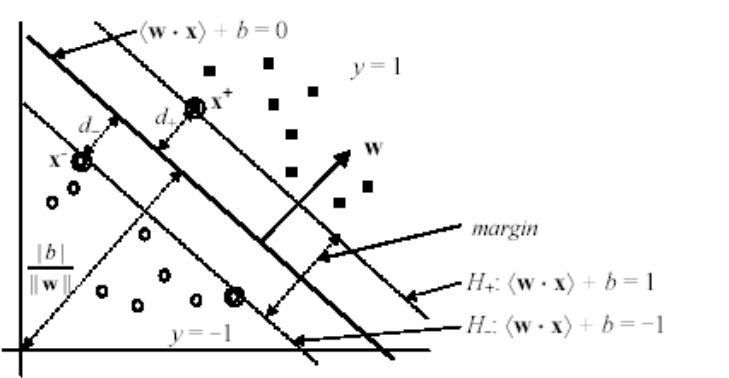 ⟨w · x⟩ + b = 0
y = 1
x⁺
d₊
d₋
x⁻
w
|b|
||w||
margin
H₊: ⟨w · x⟩ + b = 1
H₋: ⟨w · x⟩ + b = −1
y = −1